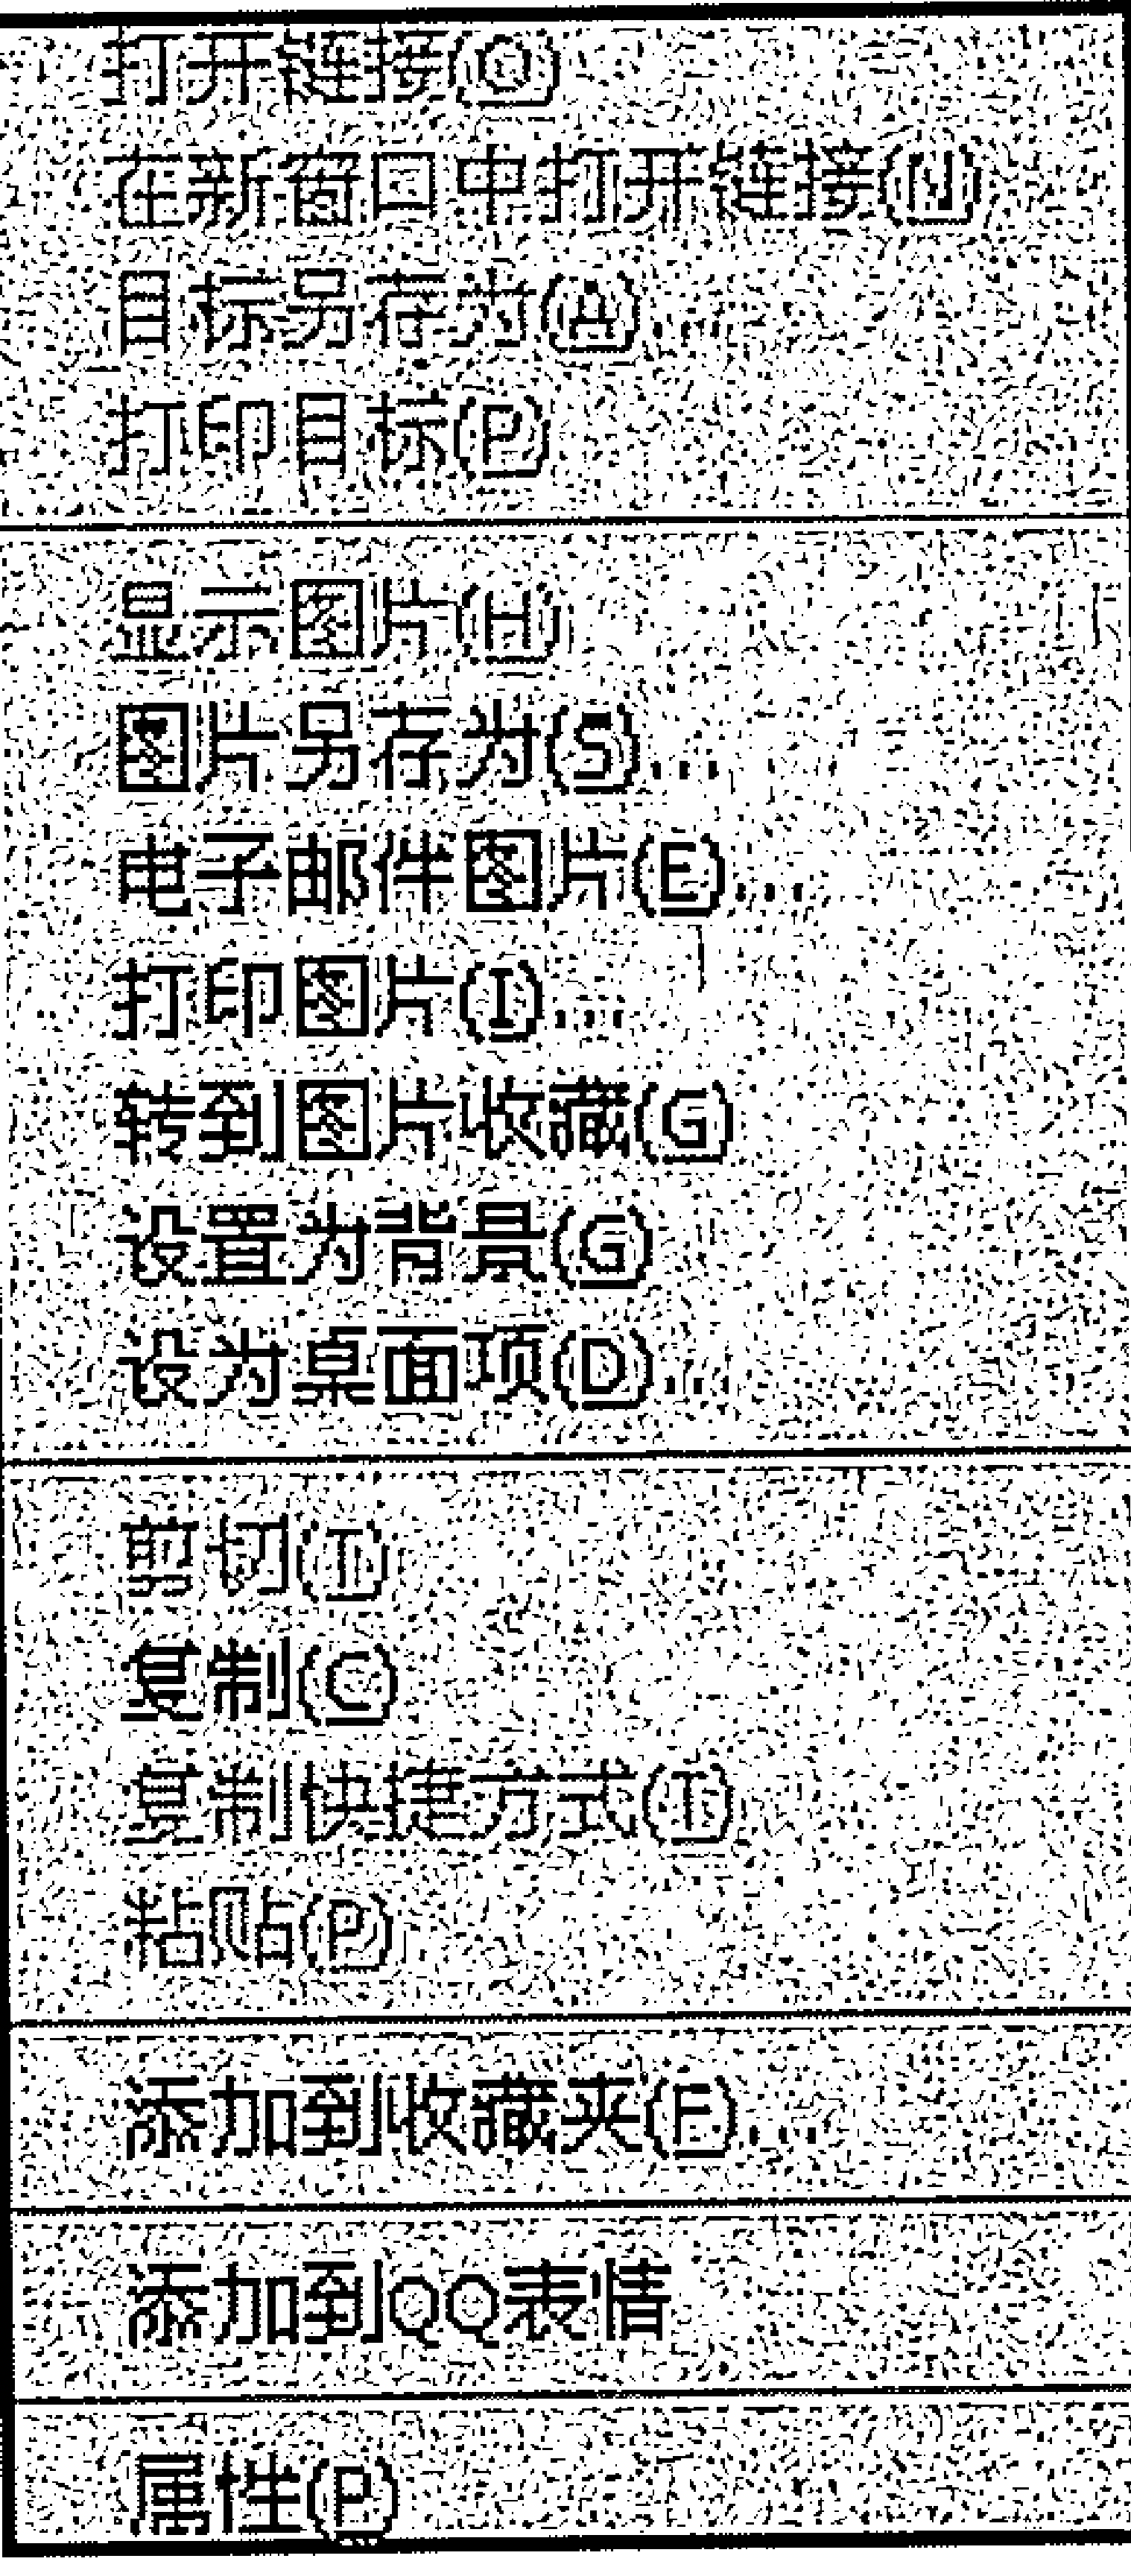 打开链接(O)
在新窗口中打开链接(N)
目标另存为(A)...
打印目标(P)
显示图片(H)
图片另存为(S)...
电子邮件图片(E)...
打印图片(I)...
转到图片收藏(G)
设置为背景(G)
设为桌面项(D)...
剪切(T)
复制(C)
复制快捷方式(T)
粘贴(P)
添加到收藏夹(F)...
添加到QQ表情
属性(P)